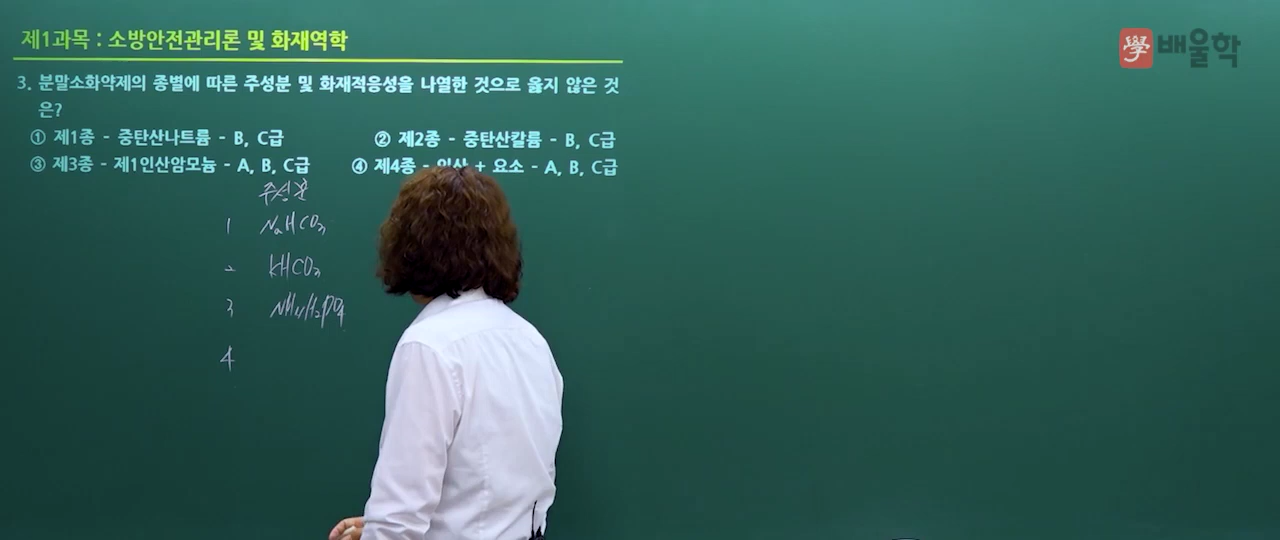 제1과목 : 소방안전관리론 및 화재역학
學 배울학
3. 분말소화약제의 종별에 따른 주성분 및 화재적응성을 나열한 것으로 옳지 않은 것
은?
① 제1종 - 중탄산나트륨 - B, C급 ② 제2종 - 중탄산칼륨 - B, C급
③ 제3종 - 제1인산암모늄 - A, B, C급 ④ 제4종 - + 요소 - A, B, C급
주성분
1 NaHCO3
2 KHCO3
3 NH4H2PO4
4